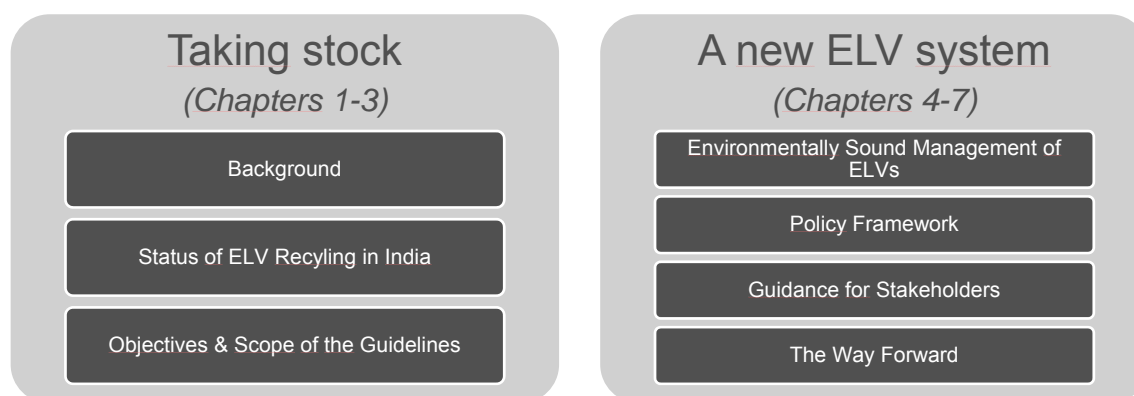 Taking stock
(Chapters 1-3)
Background
Status of ELV Recyling in India
Objectives & Scope of the Guidelines
A new ELV system
(Chapters 4-7)
Environmentally Sound Management of
ELVs
Policy Framework
Guidance for Stakeholders
The Way Forward